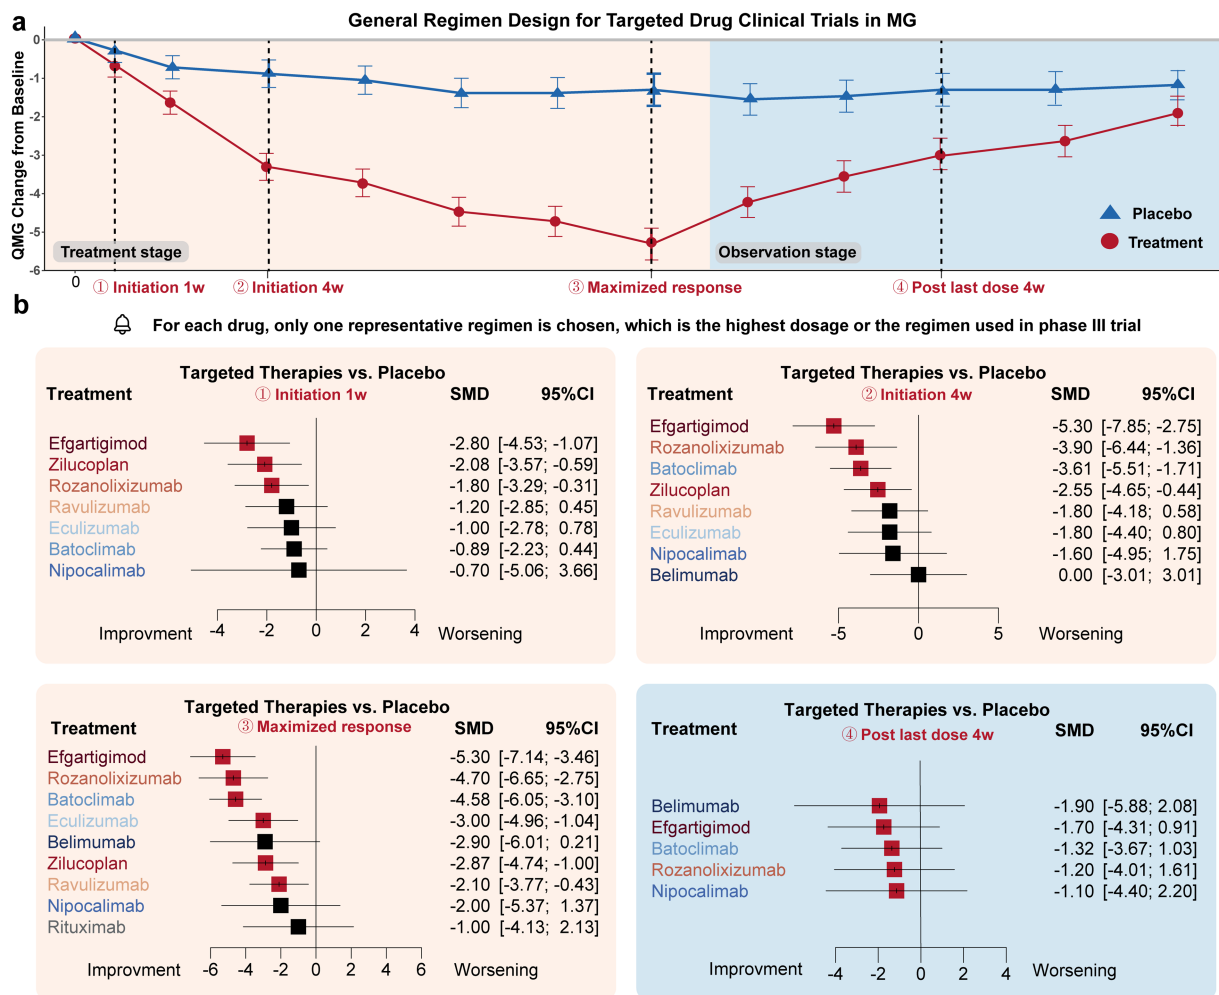 a
General Regimen Design for Targeted Drug Clinical Trials in MG
QMG Change from Baseline
0
-1
-2
-3
-4
-5
-6
Placebo
Treatment
Treatment stage
Observation stage
0
① Initiation 1w
② Initiation 4w
③ Maximized response
④ Post last dose 4w
b
For each drug, only one representative regimen is chosen, which is the highest dosage or the regimen used in phase III trial
Targeted Therapies vs. Placebo
Treatment ① Initiation 1w SMD 95%CI
Efgartigimod -2.80 [-4.53; -1.07]
Zilucoplan -2.08 [-3.57; -0.59]
Rozanolixizumab -1.80 [-3.29; -0.31]
Ravulizumab -1.20 [-2.85; 0.45]
Eculizumab -1.00 [-2.78; 0.78]
Batoclimab -0.89 [-2.23; 0.44]
Nipocalimab -0.70 [-5.06; 3.66]
-4 -2 0 2 4
Improvment Worsening
Targeted Therapies vs. Placebo
Treatment ② Initiation 4w SMD 95%CI
Efgartigimod -5.30 [-7.85; -2.75]
Rozanolixizumab -3.90 [-6.44; -1.36]
Batoclimab -3.61 [-5.51; -1.71]
Zilucoplan -2.55 [-4.65; -0.44]
Ravulizumab -1.80 [-4.18; 0.58]
Eculizumab -1.80 [-4.40; 0.80]
Nipocalimab -1.60 [-4.95; 1.75]
Belimumab 0.00 [-3.01; 3.01]
-5 0 5
Improvment Worsening
Targeted Therapies vs. Placebo
Treatment ③ Maximized response SMD 95%CI
Efgartigimod -5.30 [-7.14; -3.46]
Rozanolixizumab -4.70 [-6.65; -2.75]
Batoclimab -4.58 [-6.05; -3.10]
Eculizumab -3.00 [-4.96; -1.04]
Belimumab -2.90 [-6.01; 0.21]
Zilucoplan -2.87 [-4.74; -1.00]
Ravulizumab -2.10 [-3.77; -0.43]
Nipocalimab -2.00 [-5.37; 1.37]
Rituximab -1.00 [-4.13; 2.13]
-6 -4 -2 0 2 4 6
Improvment Worsening
Targeted Therapies vs. Placebo
Treatment ④ Post last dose 4w SMD 95%CI
Belimumab -1.90 [-5.88; 2.08]
Efgartigimod -1.70 [-4.31; 0.91]
Batoclimab -1.32 [-3.67; 1.03]
Rozanolixizumab -1.20 [-4.01; 1.61]
Nipocalimab -1.10 [-4.40; 2.20]
-4 -2 0 2 4
Improvment Worsening